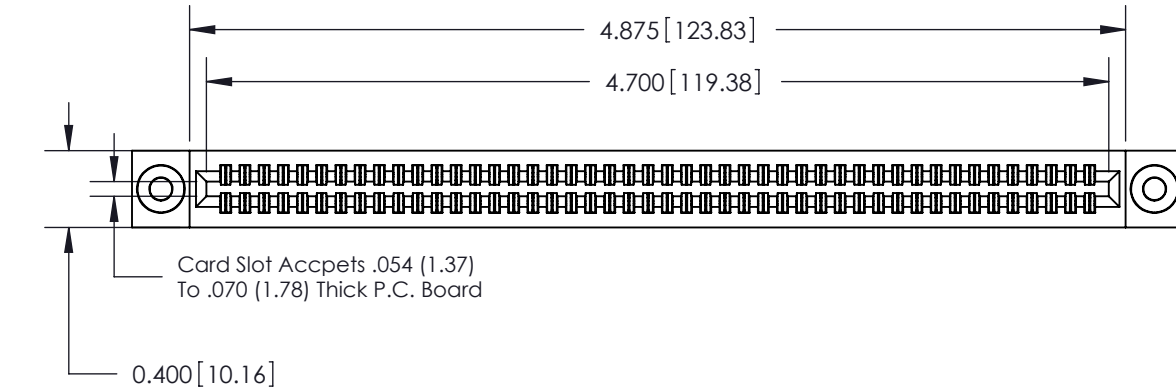 4.875[123.83]
4.700[119.38]
Card Slot Accpets .054 (1.37)
To .070 (1.78) Thick P.C. Board
0.400[10.16]